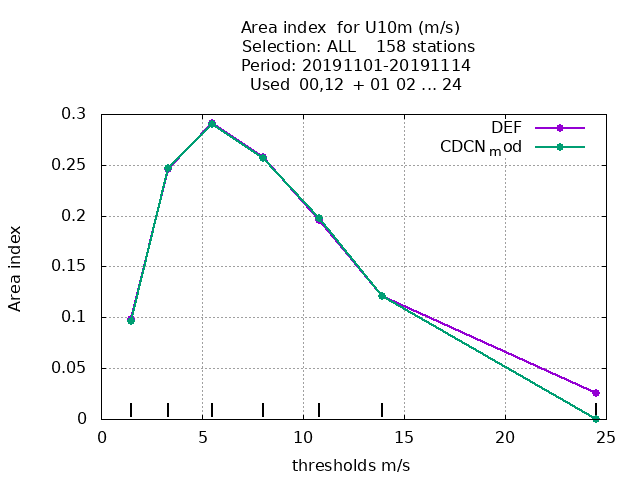 Area index  for U10m (m/s)
Selection: ALL    158 stations
Period: 20191101-20191114
Used  00,12  + 01 02 ... 24
DEF
CDCN_mod
0.3
0.25
0.2
0.15
0.1
0.05
0
Area index
0 5 10 15 20 25
thresholds m/s